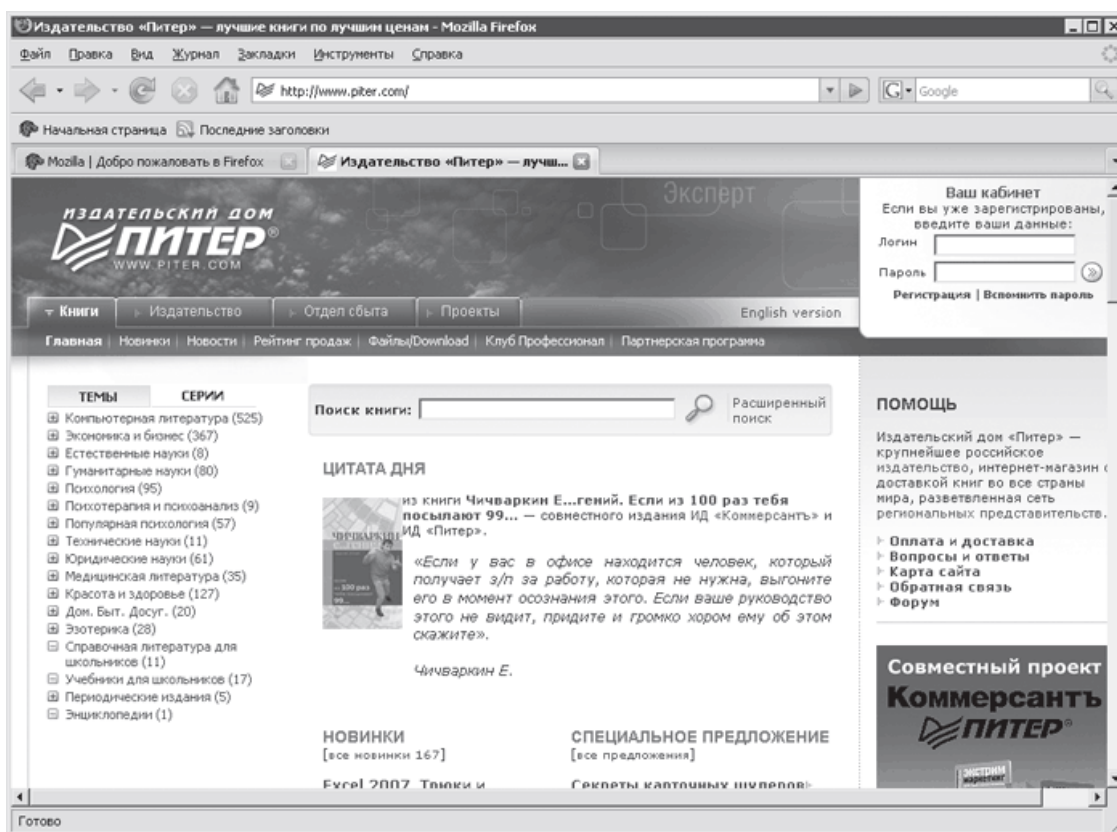 Издательство «Питер» — лучшие книги по лучшим ценам - Mozilla Firefox
Файл Правка Вид Журнал Закладки Инструменты Справка
http://www.piter.com/
G Google
Начальная страница Последние заголовки
Mozilla | Добро пожаловать в Firefox
Издательство «Питер» — лучш...
ИЗДАТЕЛЬСКИЙ ДОМ
ПИТЕР®
WWW.PITER.COM
Эксперт
Ваш кабинет
Если вы уже зарегистрированы,
введите ваши данные:
Логин
Пароль
Регистрация | Вспомнить пароль
Книги Издательство Отдел сбыта Проекты English version
Главная | Новинки | Новости | Рейтинг продаж | Файлы/Download | Клуб Профессионал | Партнерская программа
ТЕМЫ СЕРИИ
Компьютерная литература (525)
Экономика и бизнес (367)
Естественные науки (8)
Гуманитарные науки (80)
Психология (95)
Психотерапия и психоанализ (9)
Популярная психология (57)
Технические науки (11)
Юридические науки (61)
Медицинская литература (35)
Красота и здоровье (127)
Дом. Быт. Досуг. (20)
Эзотерика (28)
Справочная литература для
школьников (11)
Учебники для школьников (17)
Периодические издания (5)
Энциклопедии (1)
Поиск книги:
Расширенный
поиск
ЦИТАТА ДНЯ
из книги Чичваркин Е...гений. Если из 100 раз тебя
посылают 99... — совместного издания ИД «Коммерсантъ» и
ИД «Питер».
ЧИЧВАРКИН
100 раз
99...
«Если у вас в офисе находится человек, который
получает з/п за работу, которая не нужна, выгоните
его в момент осознания этого. Если ваше руководство
этого не видит, придите и громко хором ему об этом
скажите».
Чичваркин Е.
НОВИНКИ
[все новинки 167]
Excel 2007. Трюки и
СПЕЦИАЛЬНОЕ ПРЕДЛОЖЕНИЕ
[все предложения]
Секреты карточных шулеров
ПОМОЩЬ
Издательский дом «Питер» —
крупнейшее российское
издательство, интернет-магазин с
доставкой книг во все страны
мира, разветвленная сеть
региональных представительств.
Оплата и доставка
Вопросы и ответы
Карта сайта
Обратная связь
Форум
Совместный проект
Коммерсантъ
ПИТЕР®
экстрим
маркетинг
Готово